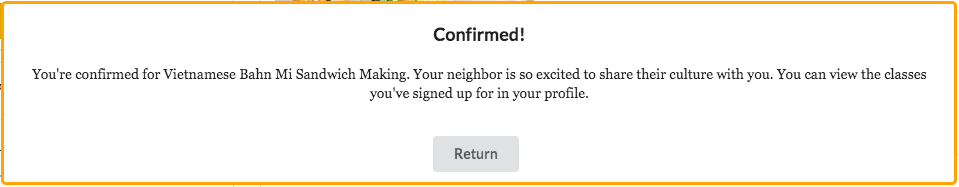 Confirmed!
You're confirmed for Vietnamese Bahn Mi Sandwich Making. Your neighbor is so excited to share their culture with you. You can view the classes
you've signed up for in your profile.
Return